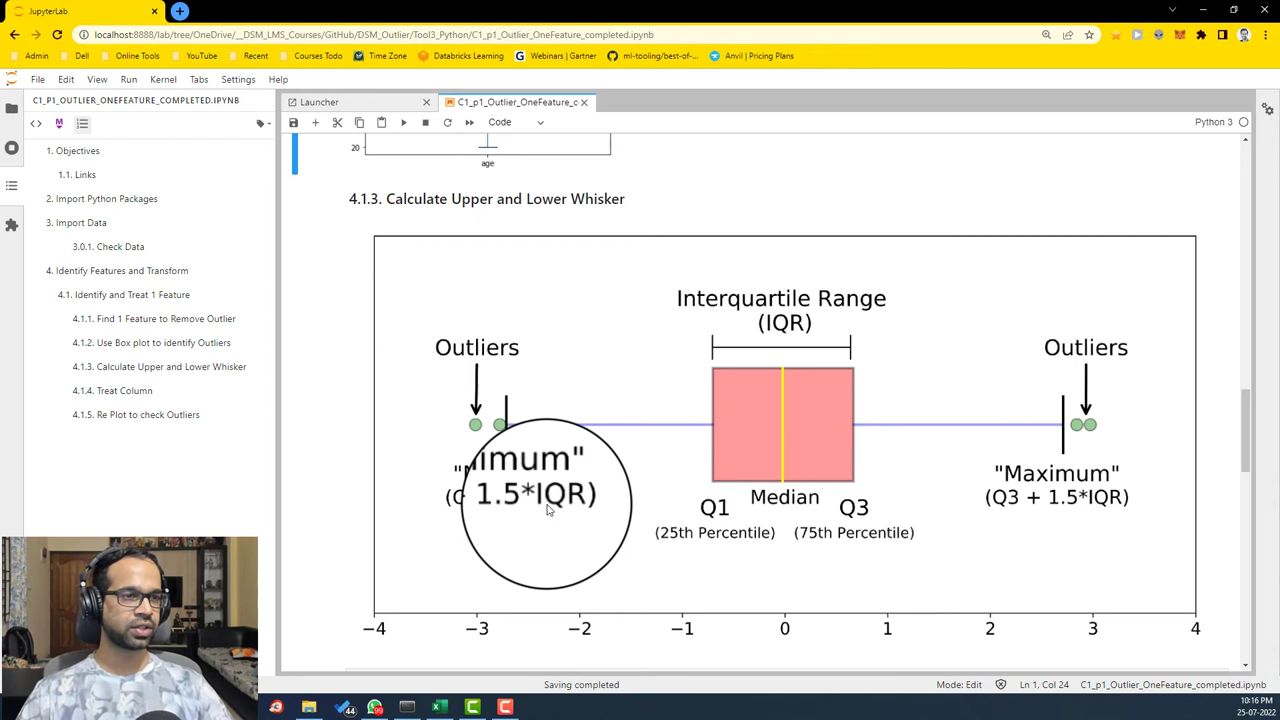 JupyterLab
localhost:8888/lab/tree/OneDrive/__DSM_LMS_Courses/GitHub/DSM_Outlier/Tool3_Python/C1_p1_Outlier_OneFeature_completed.ipynb
Admin Dell Online Tools YouTube Recent Courses Todo Time Zone Databricks Learning Webinars | Gartner ml-tooling/best-of-... Anvil | Pricing Plans
File Edit View Run Kernel Tabs Settings Help
C1_P1_OUTLIER_ONEFEATURE_COMPLETED.IPYNB
Launcher
C1_p1_Outlier_OneFeature_c
Code
Python 3
1. Objectives
1.1. Links
2. Import Python Packages
3. Import Data
3.0.1. Check Data
4. Identify Features and Transform
4.1. Identify and Treat 1 Feature
4.1.1. Find 1 Feature to Remove Outlier
4.1.2. Use Box plot to identify Outliers
4.1.3. Calculate Upper and Lower Whisker
4.1.4. Treat Column
4.1.5. Re Plot to check Outliers
20
age
4.1.3. Calculate Upper and Lower Whisker
Interquartile Range
(IQR)
Outliers
Outliers
imum"
1.5*IQR)
"Maximum"
(Q3 + 1.5*IQR)
Q1
Median
Q3
(25th Percentile)
(75th Percentile)
−4 −3 −2 −1 0 1 2 3 4
Saving completed
Mode: Edit
Ln 1, Col 24
C1_p1_Outlier_OneFeature_completed.ipynb
44
99
10:16 PM
25-07-2022